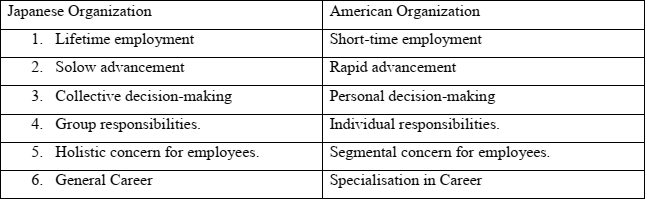 Japanese Organization American Organization
1. Lifetime employment Short-time employment
2. Solow advancement Rapid advancement
3. Collective decision-making Personal decision-making
4. Group responsibilities. Individual responsibilities.
5. Holistic concern for employees. Segmental concern for employees.
6. General Career Specialisation in Career